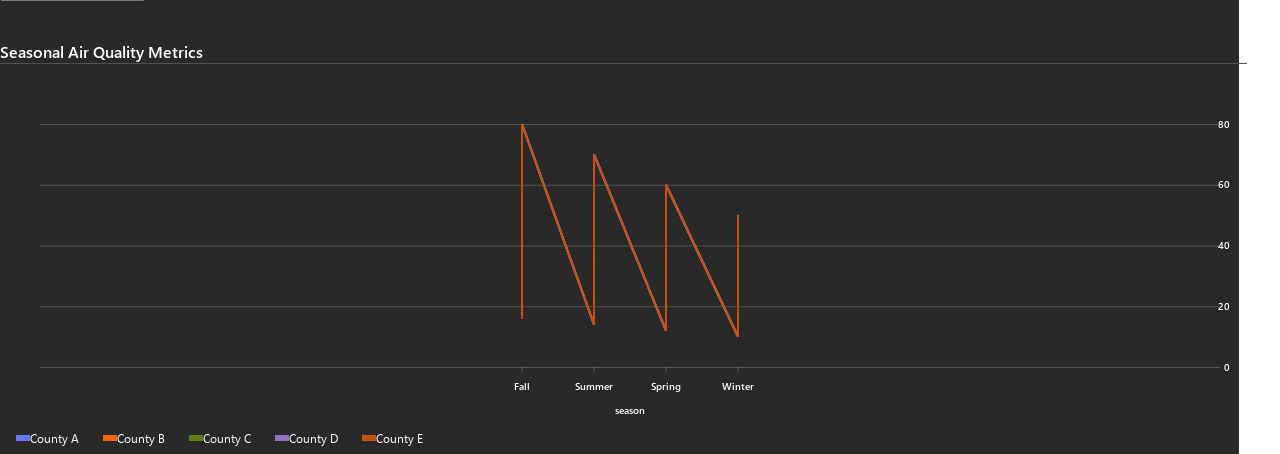 Seasonal Air Quality Metrics
80
60
40
20
0
Fall Summer Spring Winter
season
County A County B County C County D County E